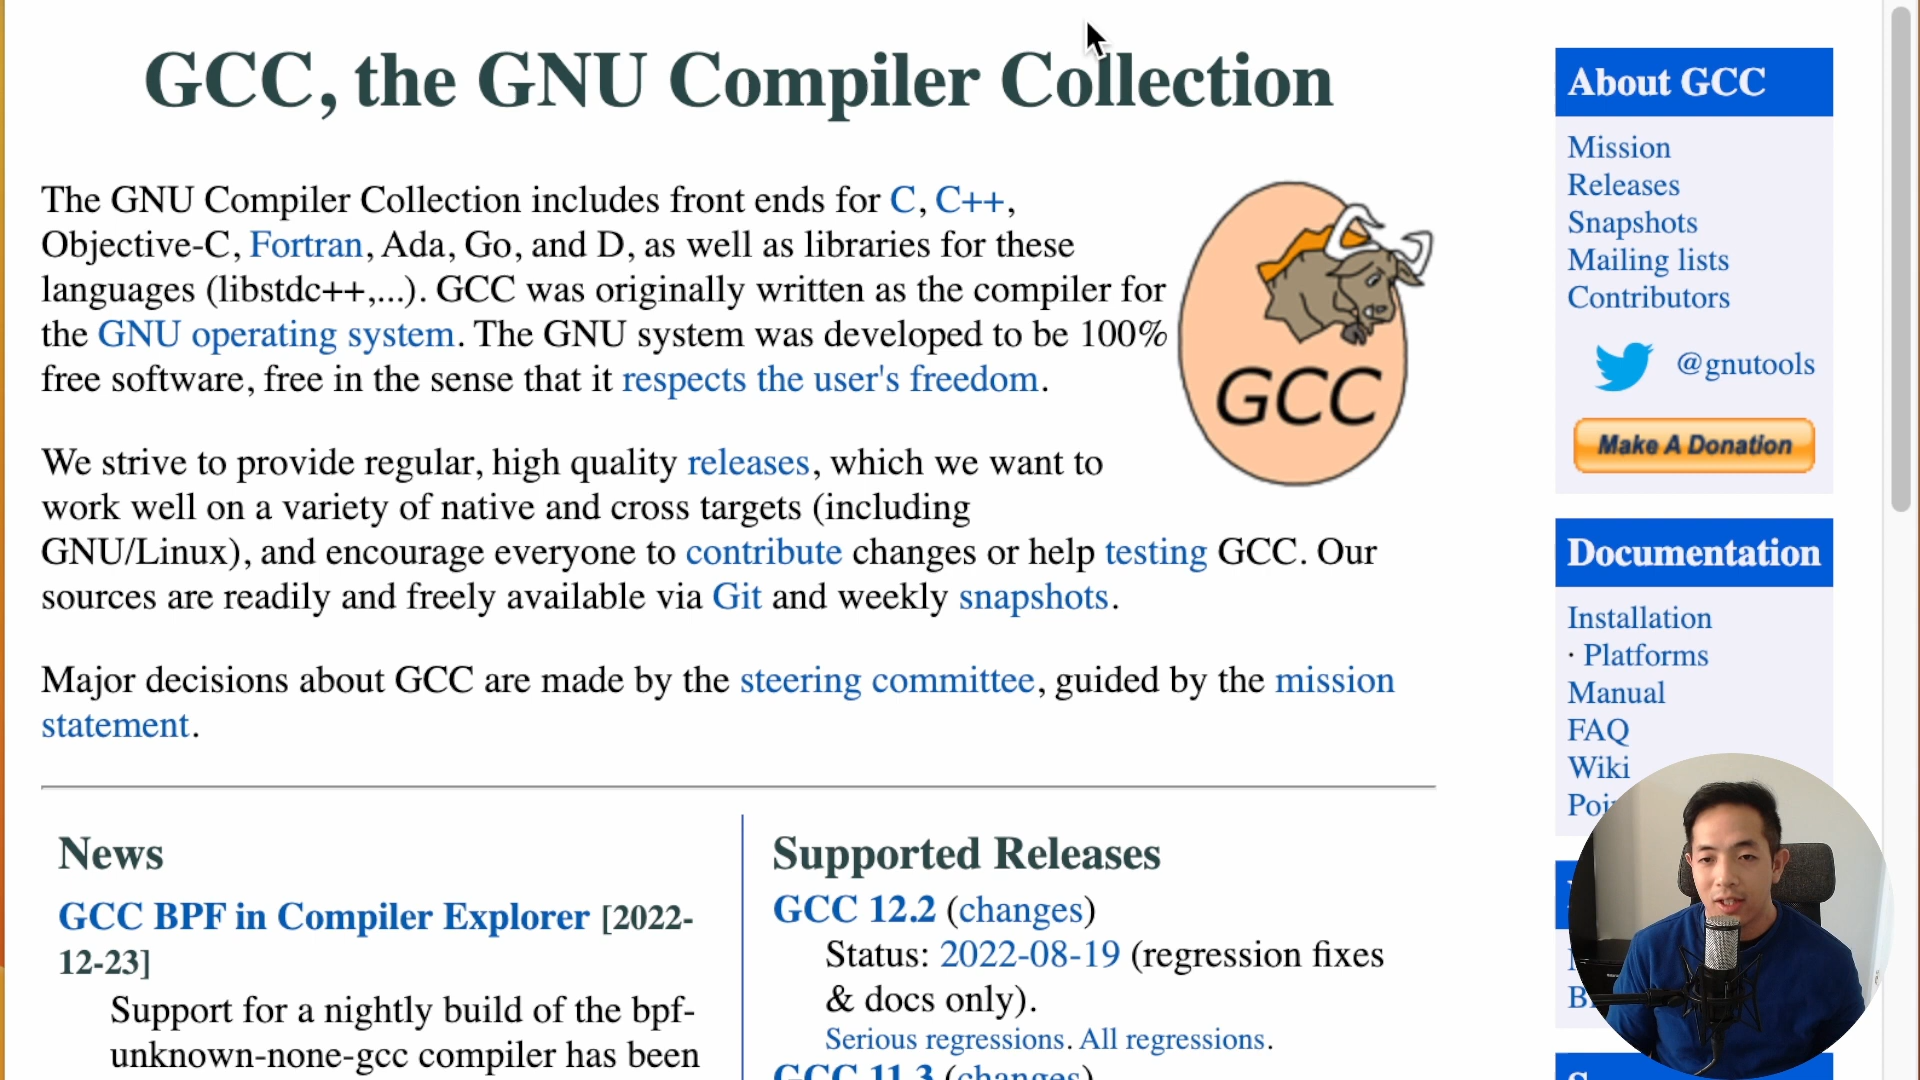 GCC, the GNU Compiler Collection
The GNU Compiler Collection includes front ends for C, C++,
Objective-C, Fortran, Ada, Go, and D, as well as libraries for these
languages (libstdc++,...). GCC was originally written as the compiler for
the GNU operating system. The GNU system was developed to be 100%
free software, free in the sense that it respects the user's freedom.
GCC
We strive to provide regular, high quality releases, which we want to
work well on a variety of native and cross targets (including
GNU/Linux), and encourage everyone to contribute changes or help testing GCC. Our
sources are readily and freely available via Git and weekly snapshots.
Major decisions about GCC are made by the steering committee, guided by the mission
statement.
News
GCC BPF in Compiler Explorer [2022-
12-23]
Support for a nightly build of the bpf-
unknown-none-gcc compiler has been
Supported Releases
GCC 12.2 (changes)
Status: 2022-08-19 (regression fixes
& docs only).
Serious regressions. All regressions.
GCC 11.3 (changes)
About GCC
Mission
Releases
Snapshots
Mailing lists
Contributors
@gnutools
Make A Donation
Documentation
Installation
· Platforms
Manual
FAQ
Wiki